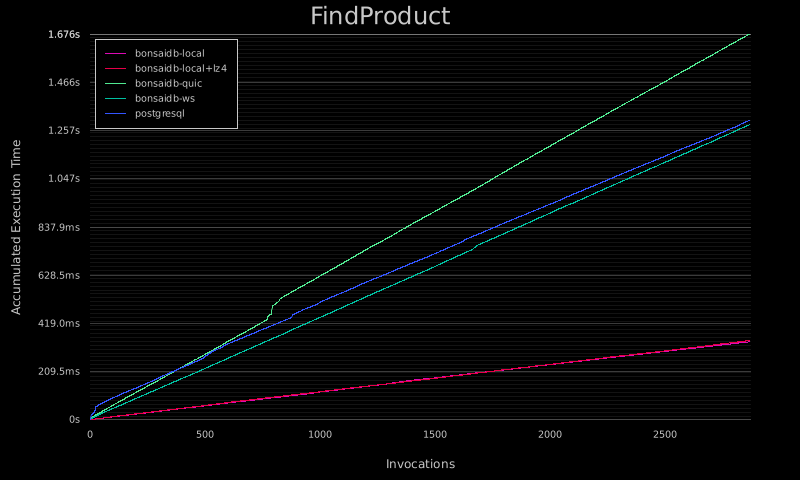 FindProduct
1.676s
1.466s
1.257s
1.047s
837.9ms
628.5ms
419.0ms
209.5ms
0s
Accumulated Execution Time
bonsaidb-local
bonsaidb-local+lz4
bonsaidb-quic
bonsaidb-ws
postgresql
0 500 1000 1500 2000 2500
Invocations